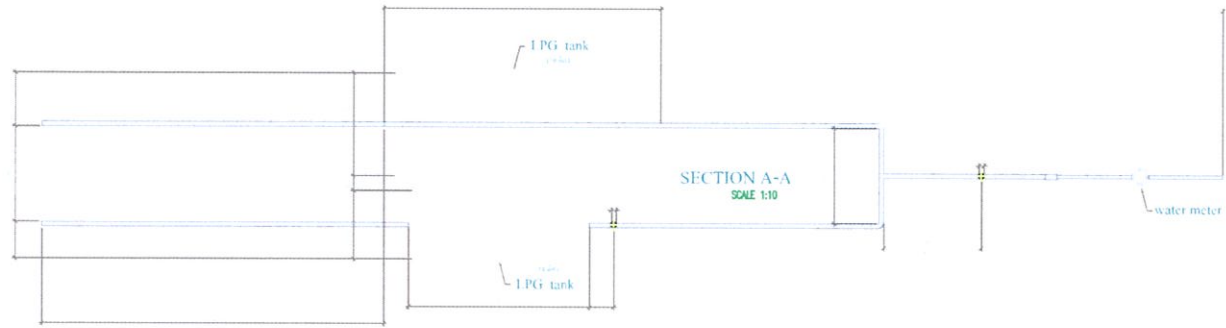 LPG tank
SECTION A-A
SCALE 1:10
water meter
LPG tank